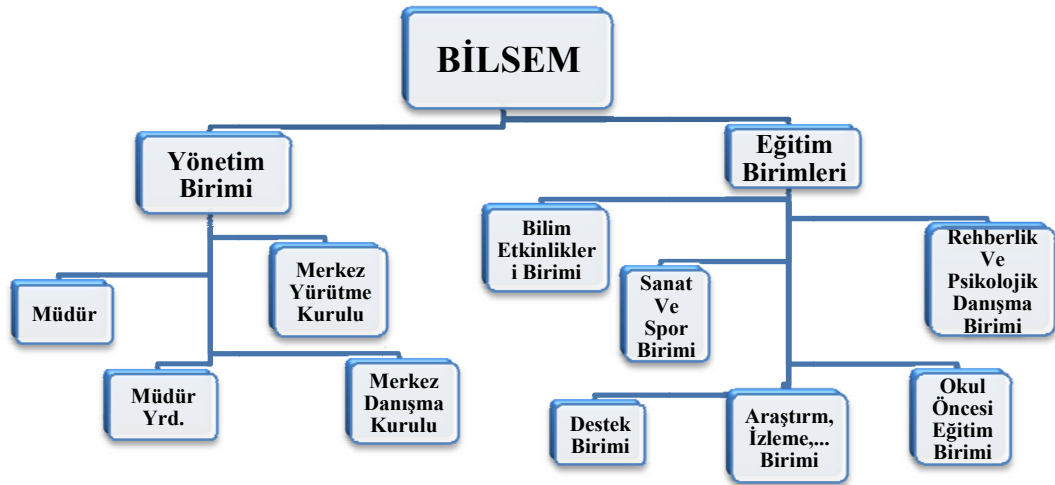 BİLSEM
Yönetim
Birimi
Eğitim
Birimleri
Müdür
Merkez
Yürütme
Kurulu
Müdür
Yrd.
Merkez
Danışma
Kurulu
Bilim
Etkinlikler
i Birimi
Sanat
Ve
Spor
Birimi
Rehberlik
Ve
Psikolojik
Danışma
Birimi
Destek
Birimi
Araştırm,
İzleme,...
Birimi
Okul
Öncesi
Eğitim
Birimi